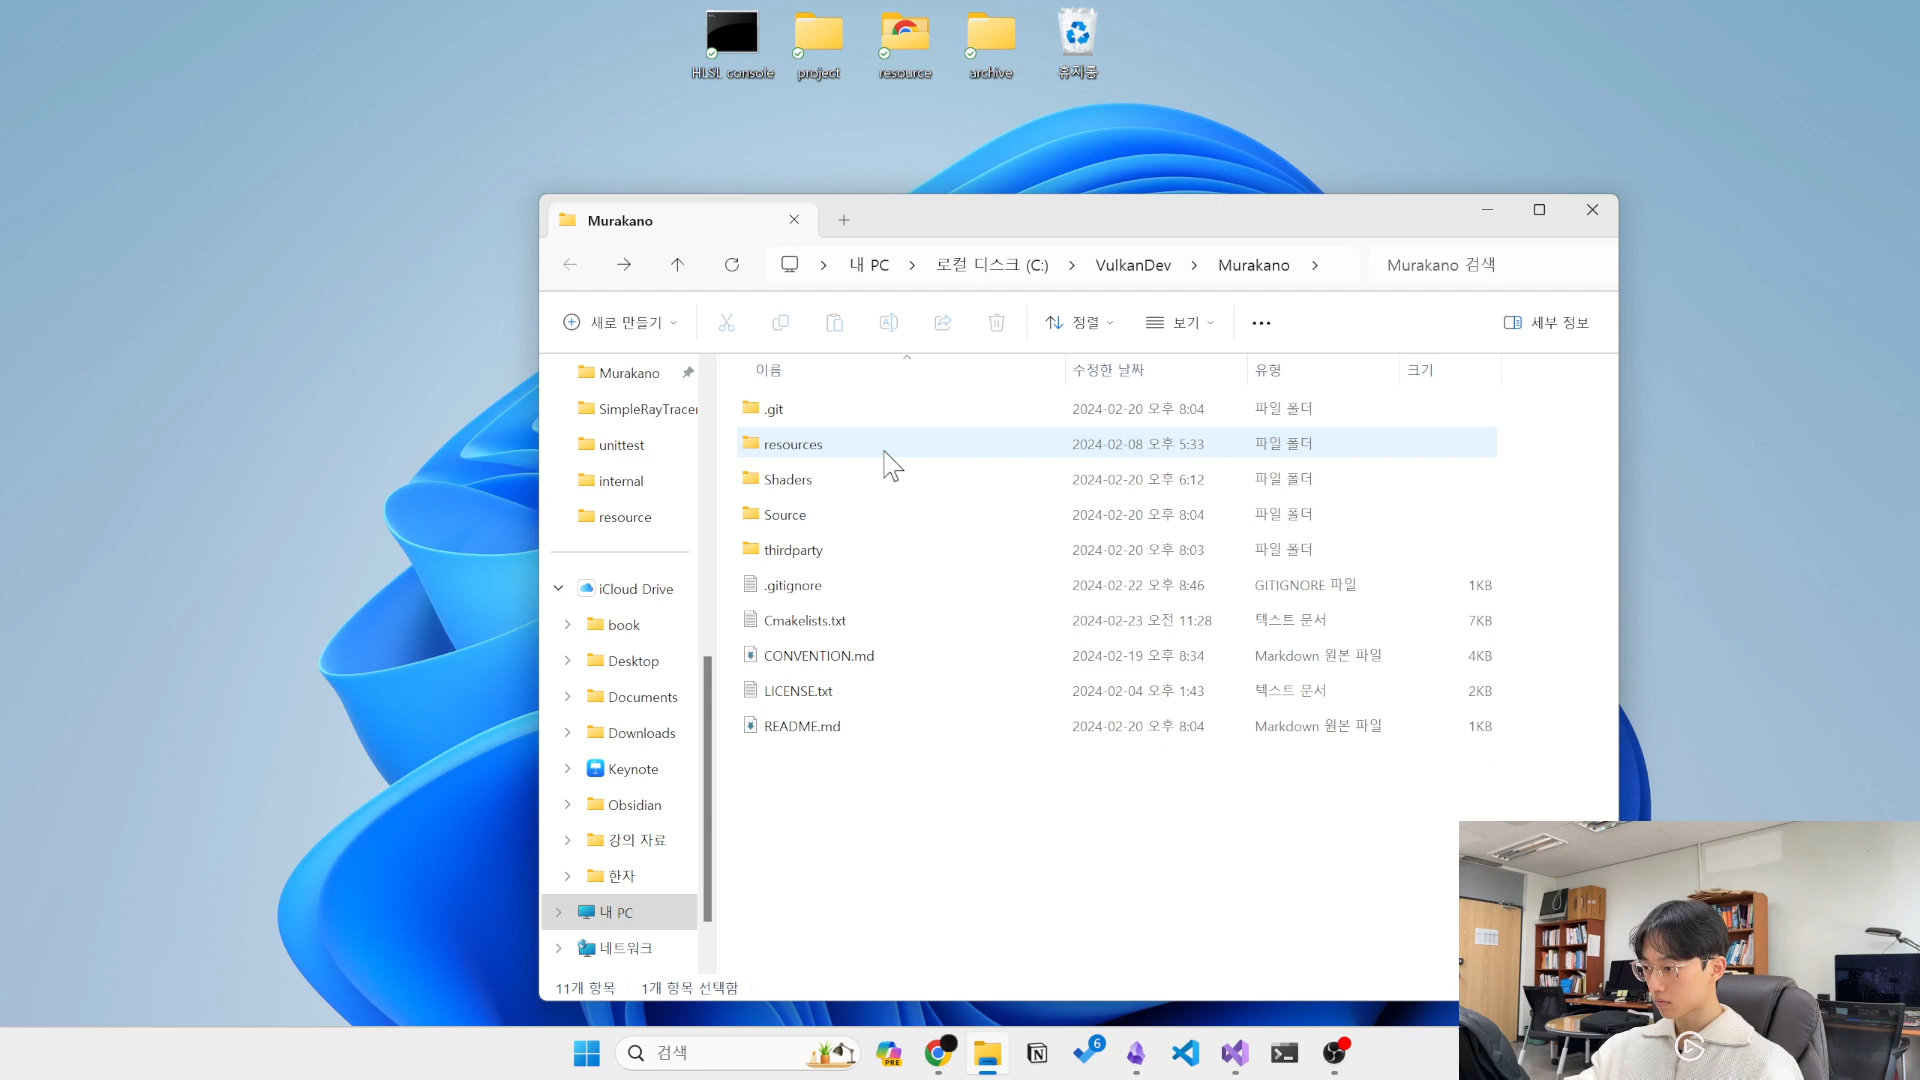 HLSL console
project
resource
archive
휴지통
Murakano
내 PC
로컬 디스크 (C:)
VulkanDev
Murakano
Murakano 검색
새로 만들기
정렬
보기
세부 정보
Murakano
SimpleRayTracer
unittest
internal
resource
iCloud Drive
book
Desktop
Documents
Downloads
Keynote
Obsidian
강의 자료
한자
내 PC
네트워크
이름 수정한 날짜 유형 크기
.git 2024-02-20 오후 8:04 파일 폴더
resources 2024-02-08 오후 5:33 파일 폴더
Shaders 2024-02-20 오후 6:12 파일 폴더
Source 2024-02-20 오후 8:04 파일 폴더
thirdparty 2024-02-20 오후 8:03 파일 폴더
.gitignore 2024-02-22 오후 8:46 GITIGNORE 파일 1KB
Cmakelists.txt 2024-02-23 오전 11:28 텍스트 문서 7KB
CONVENTION.md 2024-02-19 오후 8:34 Markdown 원본 파일 4KB
LICENSE.txt 2024-02-04 오후 1:43 텍스트 문서 2KB
README.md 2024-02-20 오후 8:04 Markdown 원본 파일 1KB
11개 항목 1개 항목 선택함
검색
PRE
6